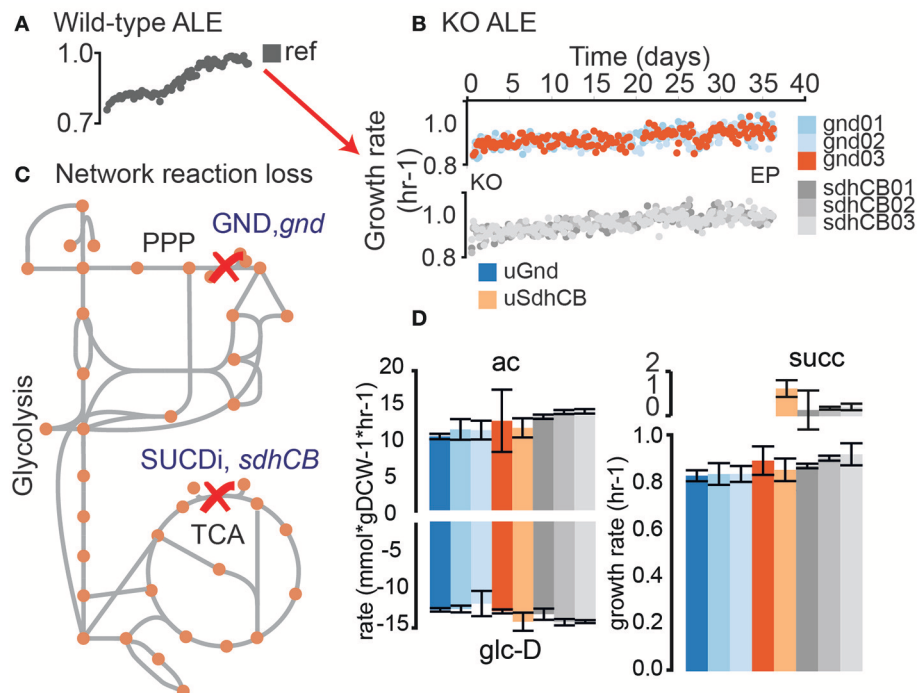 A Wild-type ALE
1.0
0.7
ref
B KO ALE
Time (days)
0 5 10 15 20 25 30 35 40
Growth rate
(hr-1)
1.0
0.8
KO
EP
1.0
0.8
gnd01
gnd02
gnd03
sdhCB01
sdhCB02
sdhCB03
uGnd
uSdhCB
C Network reaction loss
GND,gnd
PPP
Glycolysis
SUCDi, sdhCB
TCA
D
ac
20
15
10
5
0
-5
-10
-15
rate (mmol*gDCW-1*hr-1)
glc-D
succ
2
1
0
0.8
0.6
0.4
0.2
0.0
growth rate (hr-1)